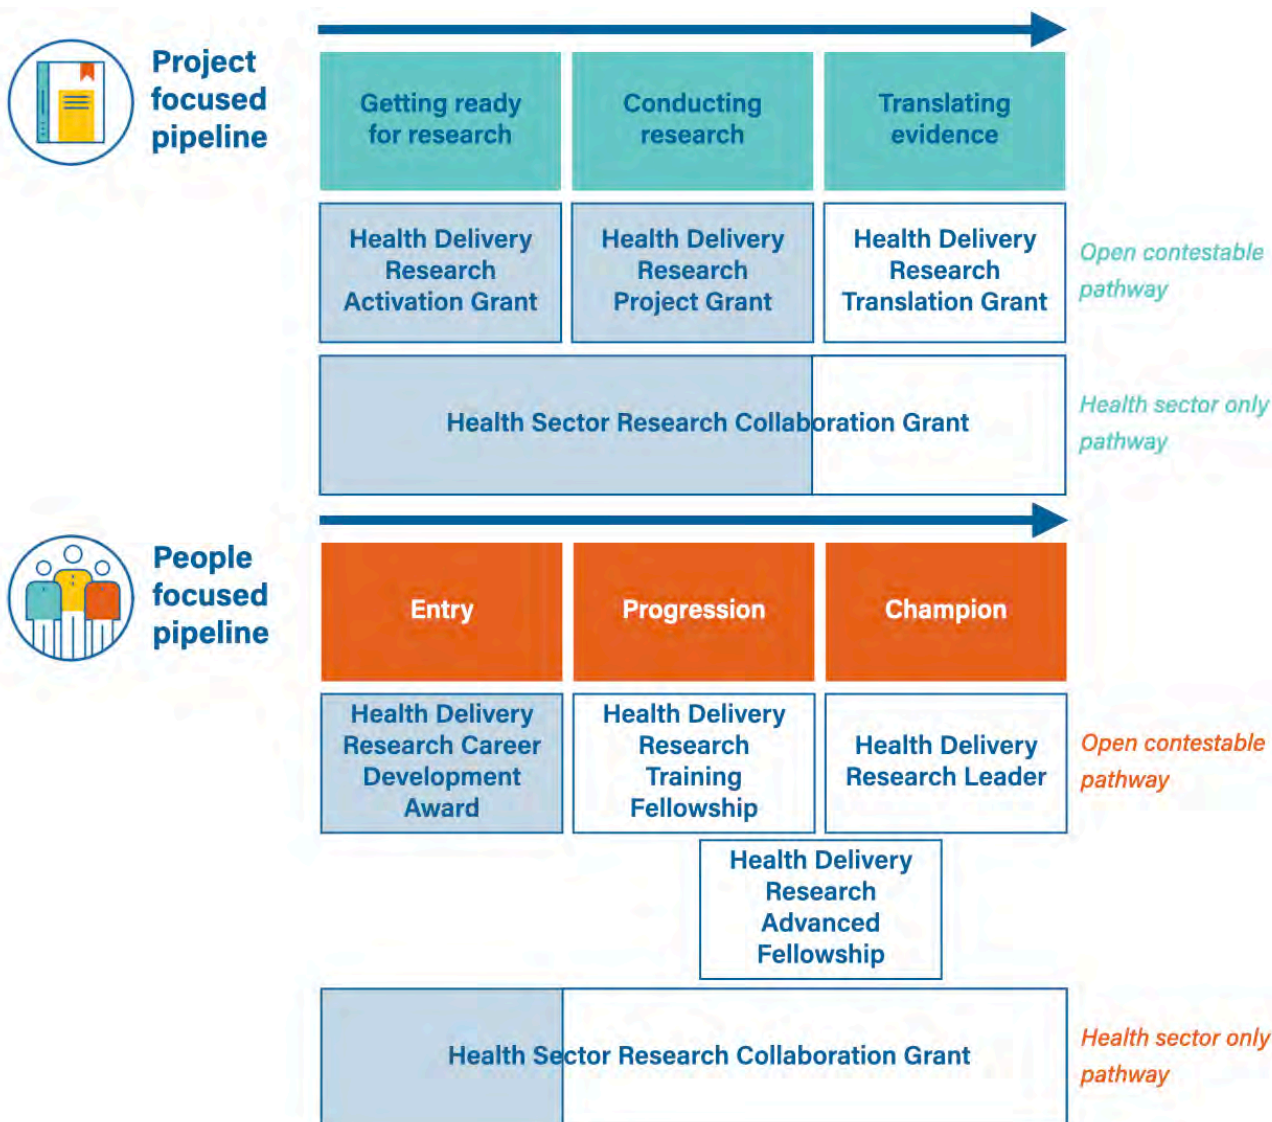 Project
focused
pipeline
Getting ready
for research
Conducting
research
Translating
evidence
Health Delivery
Research
Activation Grant
Health Delivery
Research
Project Grant
Health Delivery
Research
Translation Grant
Open contestable
pathway
Health Sector Research Collaboration Grant
Health sector only
pathway
People
focused
pipeline
Entry
Progression
Champion
Health Delivery
Research Career
Development
Award
Health Delivery
Research
Training
Fellowship
Health Delivery
Research Leader
Open contestable
pathway
Health Delivery
Research
Advanced
Fellowship
Health Sector Research Collaboration Grant
Health sector only
pathway